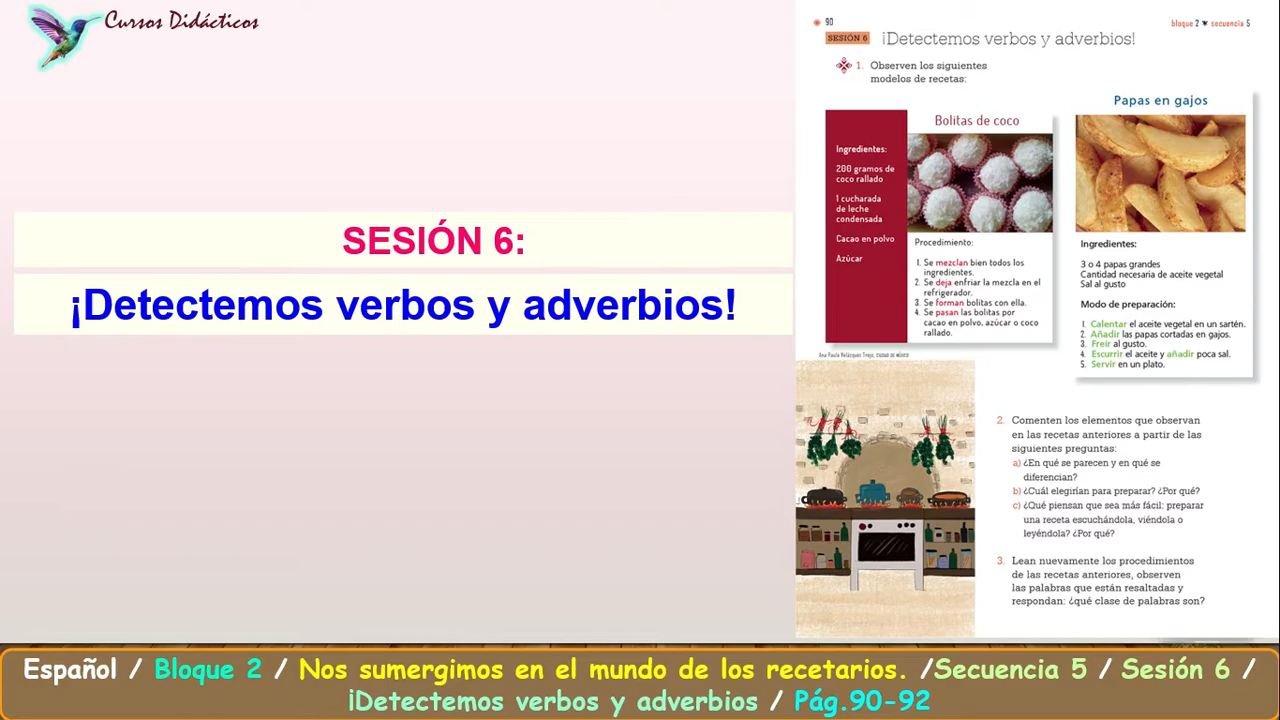 Cursos Didácticos
SESIÓN 6:
¡Detectemos verbos y adverbios!
90
bloque 2 secuencia 5
SESIÓN 6 ¡Detectemos verbos y adverbios!
1. Observen los siguientes
modelos de recetas:
Bolitas de coco
Ingredientes:
200 gramos de
coco rallado
1 cucharada
de leche
condensada
Cacao en polvo
Azúcar
Procedimiento:
1. Se mezclan bien todos los
ingredientes.
2. Se deja enfriar la mezcla en el
refrigerador.
3. Se forman bolitas con ella.
4. Se pasan las bolitas por
cacao en polvo, azúcar o coco
rallado.
Ana Paula Velázquez Trejo, CIUDAD DE MÉXICO
Papas en gajos
Ingredientes:
3 o 4 papas grandes
Cantidad necesaria de aceite vegetal
Sal al gusto
Modo de preparación:
1. Calentar el aceite vegetal en un sartén.
2. Añadir las papas cortadas en gajos.
3. Freir al gusto.
4. Escurrir el aceite y añadir poca sal.
5. Servir en un plato.
2. Comenten los elementos que observan
en las recetas anteriores a partir de las
siguientes preguntas:
a) ¿En qué se parecen y en qué se
diferencian?
b) ¿Cuál elegirían para preparar? ¿Por qué?
c) ¿Qué piensan que sea más fácil: preparar
una receta escuchándola, viéndola o
leyéndola? ¿Por qué?
3. Lean nuevamente los procedimientos
de las recetas anteriores, observen
las palabras que están resaltadas y
respondan: ¿qué clase de palabras son?
Español / Bloque 2 / Nos sumergimos en el mundo de los recetarios. /Secuencia 5 / Sesión 6 /
¡Detectemos verbos y adverbios / Pág.90-92